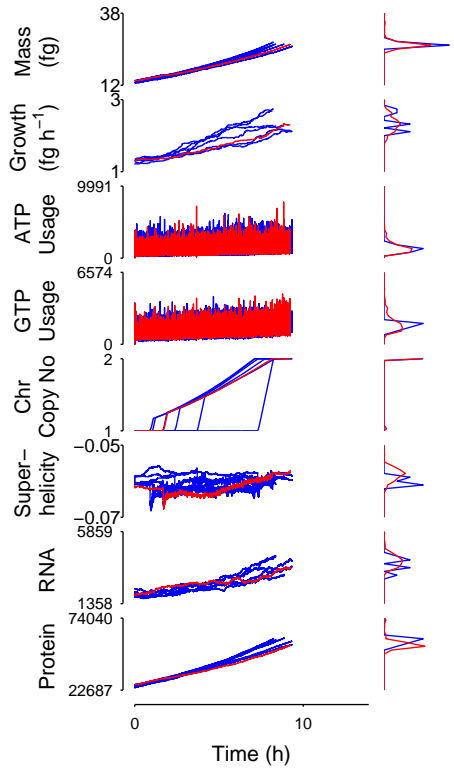 38
Mass
(fg)
12
3
Growth
(fg h⁻¹)
1
9991
ATP
Usage
0
6574
GTP
Usage
0
2
Chr
Copy No
1
−0.05
Super−
helicity
−0.07
5859
RNA
1358
74040
Protein
22687
0 10
Time (h)